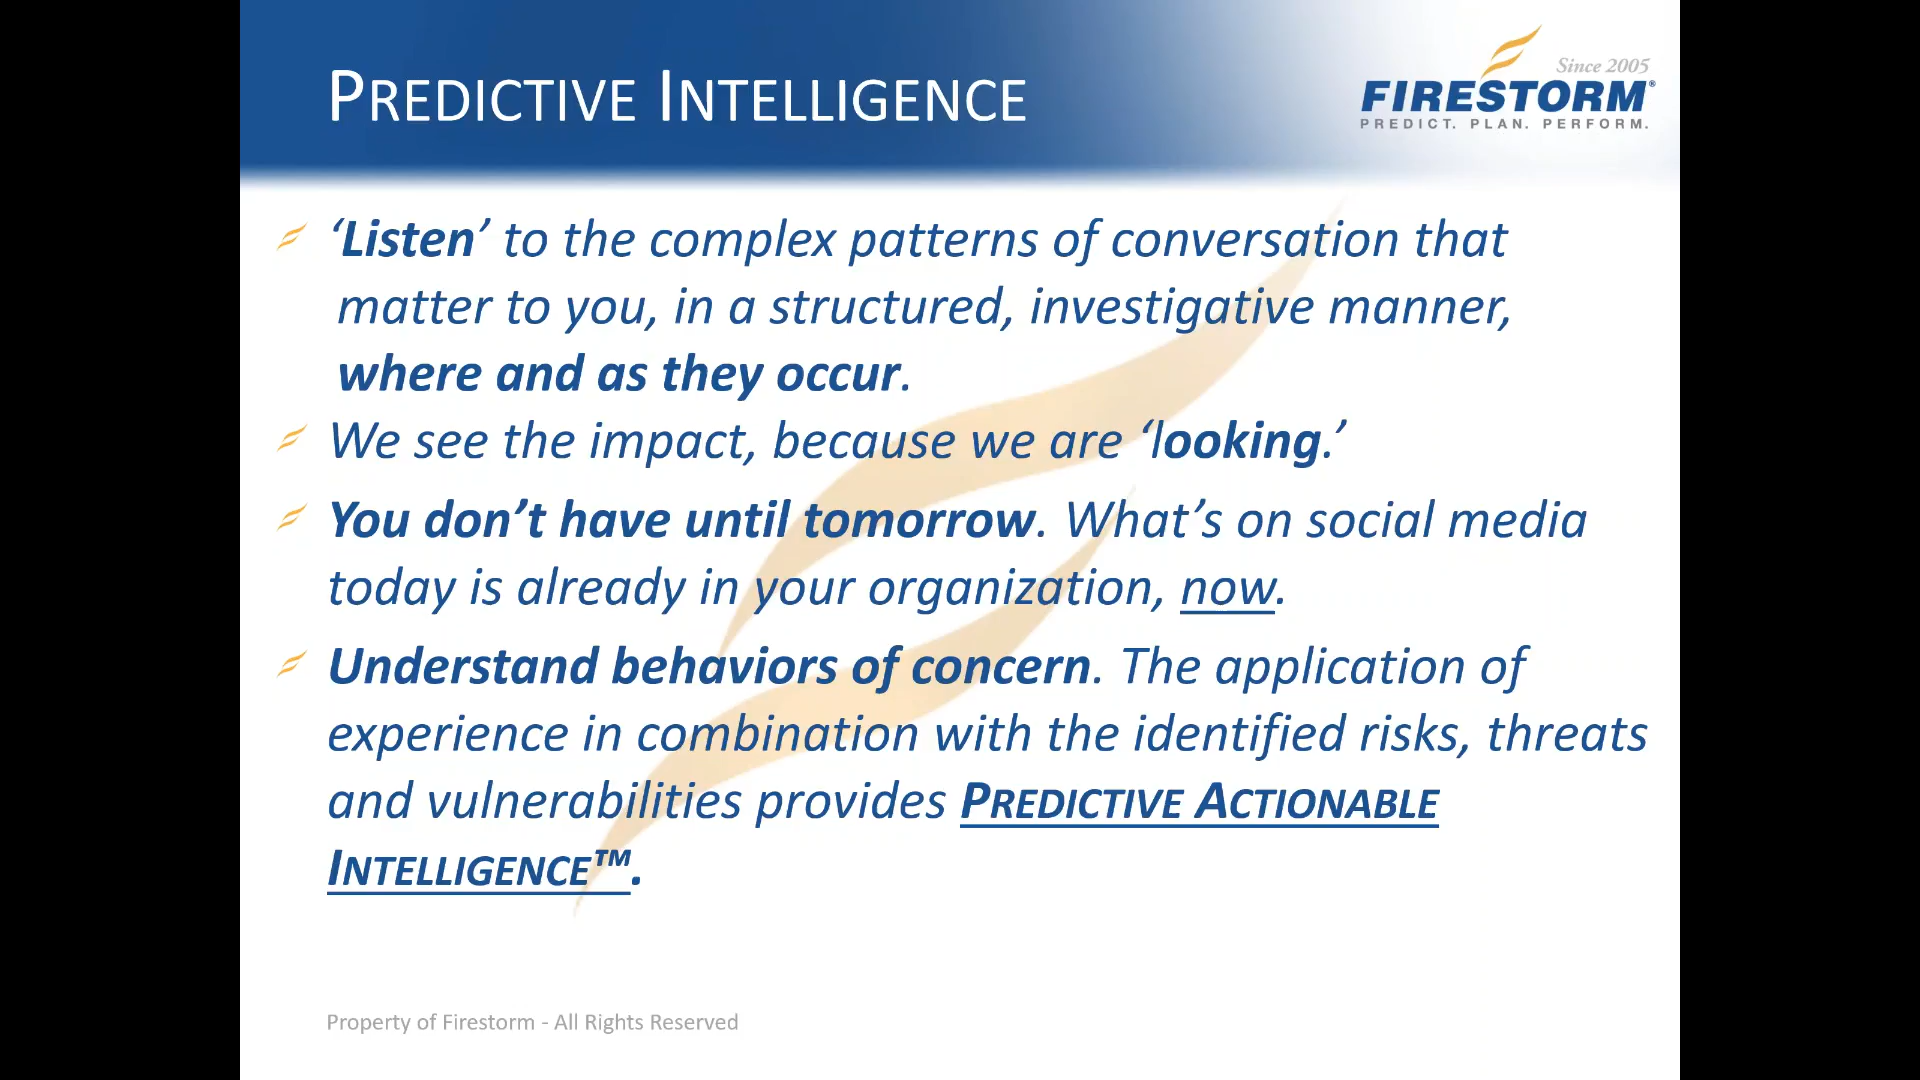 PREDICTIVE INTELLIGENCE
Since 2005
FIRESTORM®
PREDICT. PLAN. PERFORM.
‘Listen’ to the complex patterns of conversation that
matter to you, in a structured, investigative manner,
where and as they occur.
We see the impact, because we are ‘looking.’
You don’t have until tomorrow. What’s on social media
today is already in your organization, now.
Understand behaviors of concern. The application of
experience in combination with the identified risks, threats
and vulnerabilities provides PREDICTIVE ACTIONABLE
INTELLIGENCE™.
Property of Firestorm - All Rights Reserved